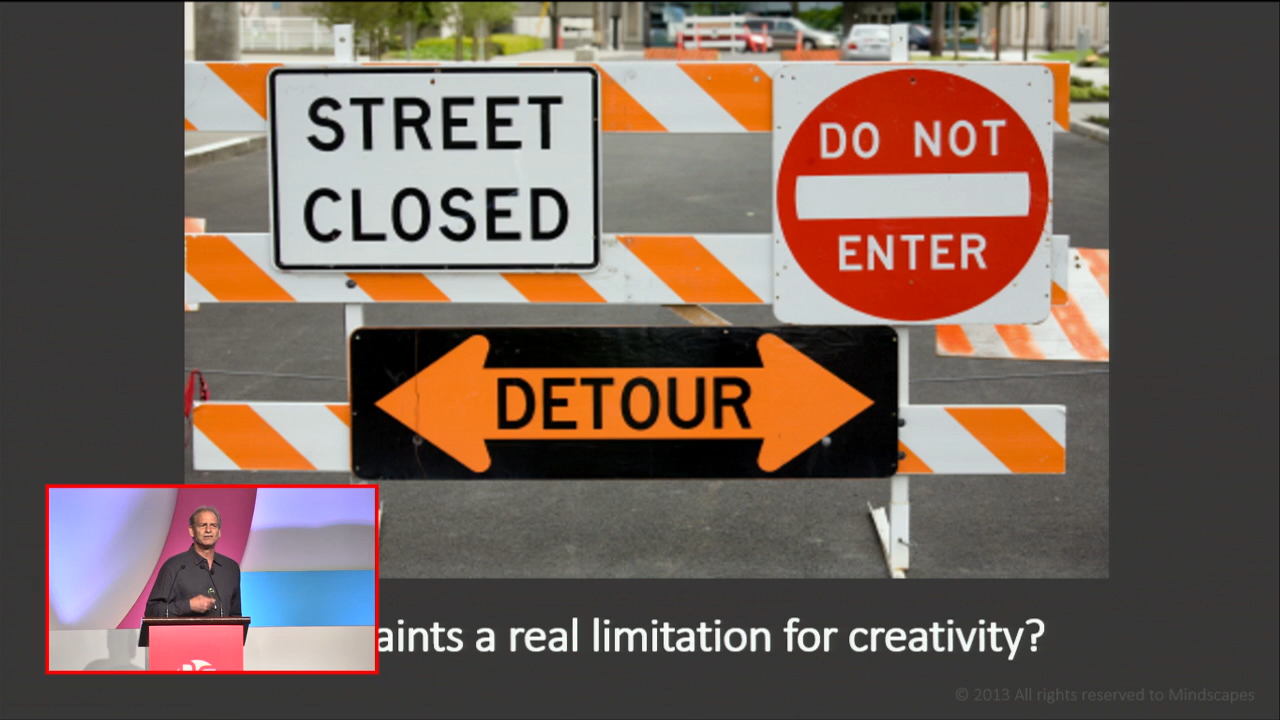 STREET
CLOSED
DO NOT
ENTER
DETOUR
aints a real limitation for creativity?
© 2013 All rights reserved to Mindscapes